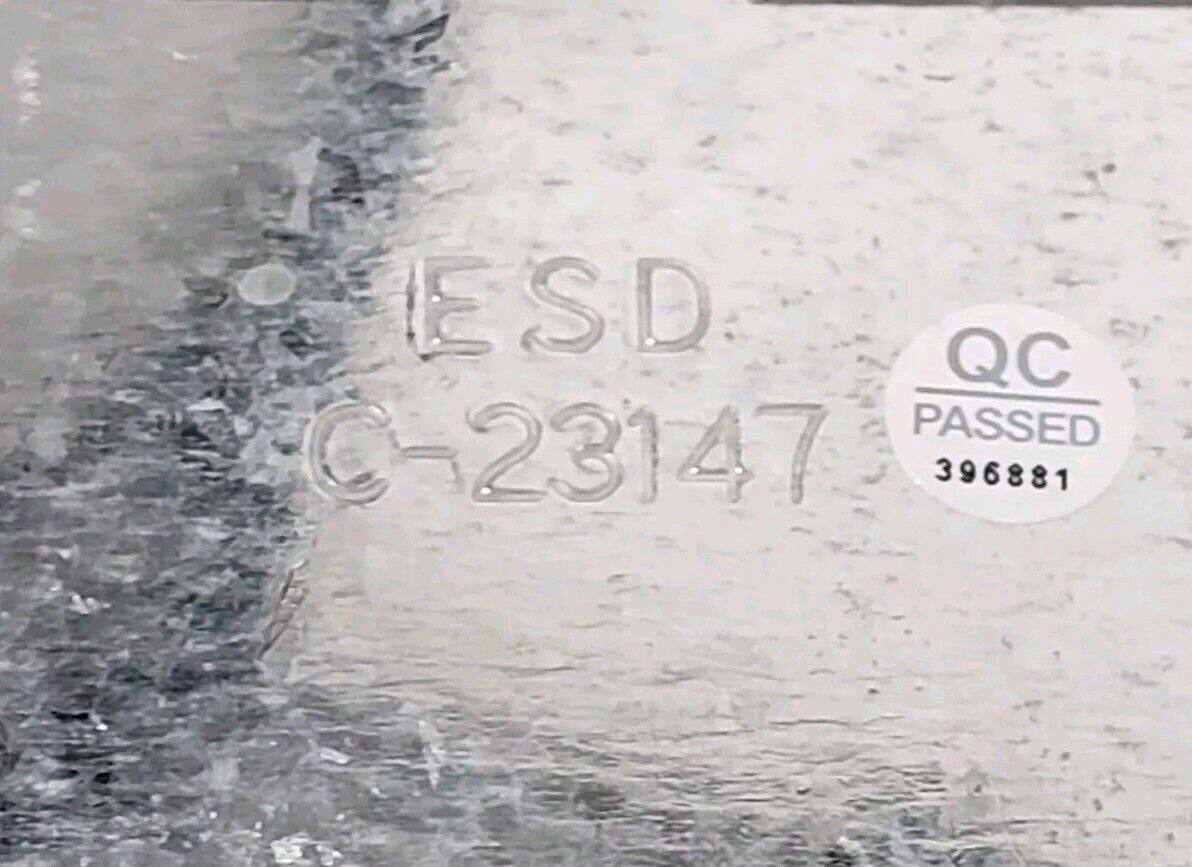 ESD
C-23147
QC
PASSED
396881